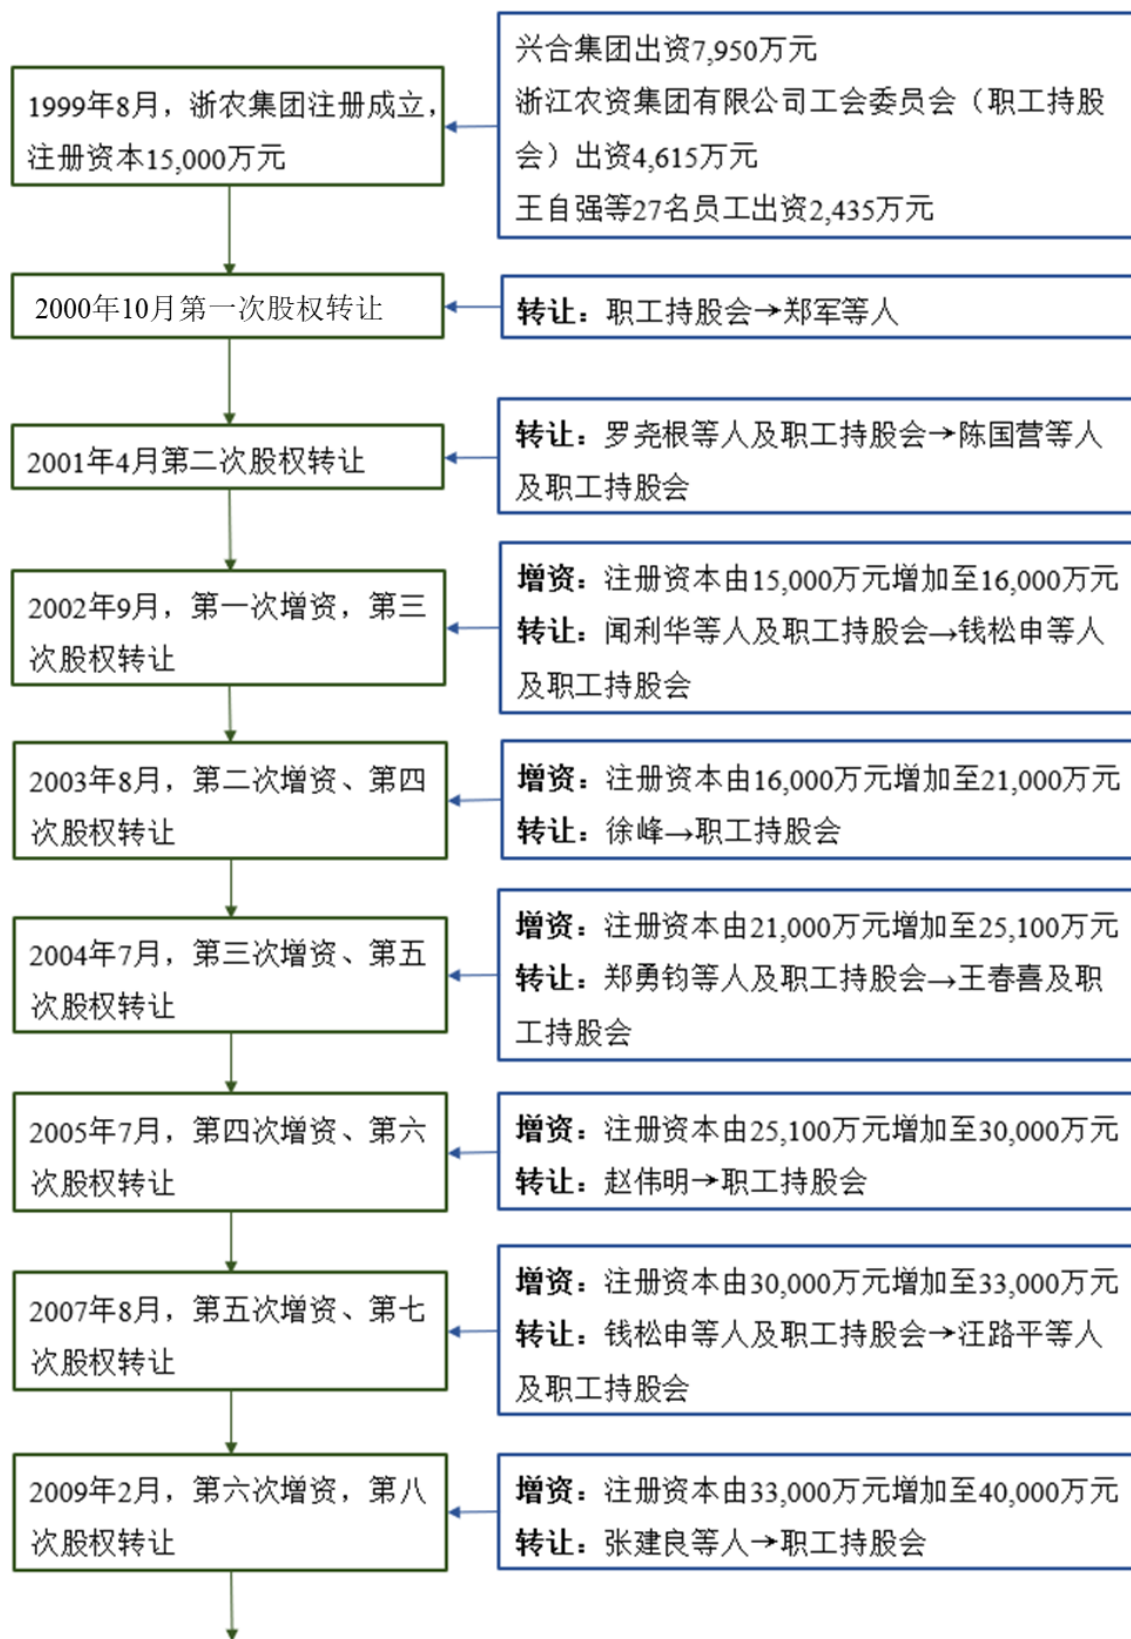 1999年8月，浙农集团注册成立，
注册资本15,000万元
兴合集团出资7,950万元
浙江农资集团有限公司工会委员会（职工持股
会）出资4,615万元
王自强等27名员工出资2,435万元
2000年10月第一次股权转让
转让：职工持股会→郑军等人
2001年4月第二次股权转让
转让：罗尧根等人及职工持股会→陈国营等人
及职工持股会
2002年9月，第一次增资，第三
次股权转让
增资：注册资本由15,000万元增加至16,000万元
转让：闻利华等人及职工持股会→钱松申等人
及职工持股会
2003年8月，第二次增资、第四
次股权转让
增资：注册资本由16,000万元增加至21,000万元
转让：徐峰→职工持股会
2004年7月，第三次增资、第五
次股权转让
增资：注册资本由21,000万元增加至25,100万元
转让：郑勇钧等人及职工持股会→王春喜及职
工持股会
2005年7月，第四次增资、第六
次股权转让
增资：注册资本由25,100万元增加至30,000万元
转让：赵伟明→职工持股会
2007年8月，第五次增资、第七
次股权转让
增资：注册资本由30,000万元增加至33,000万元
转让：钱松申等人及职工持股会→汪路平等人
及职工持股会
2009年2月，第六次增资，第八
次股权转让
增资：注册资本由33,000万元增加至40,000万元
转让：张建良等人→职工持股会